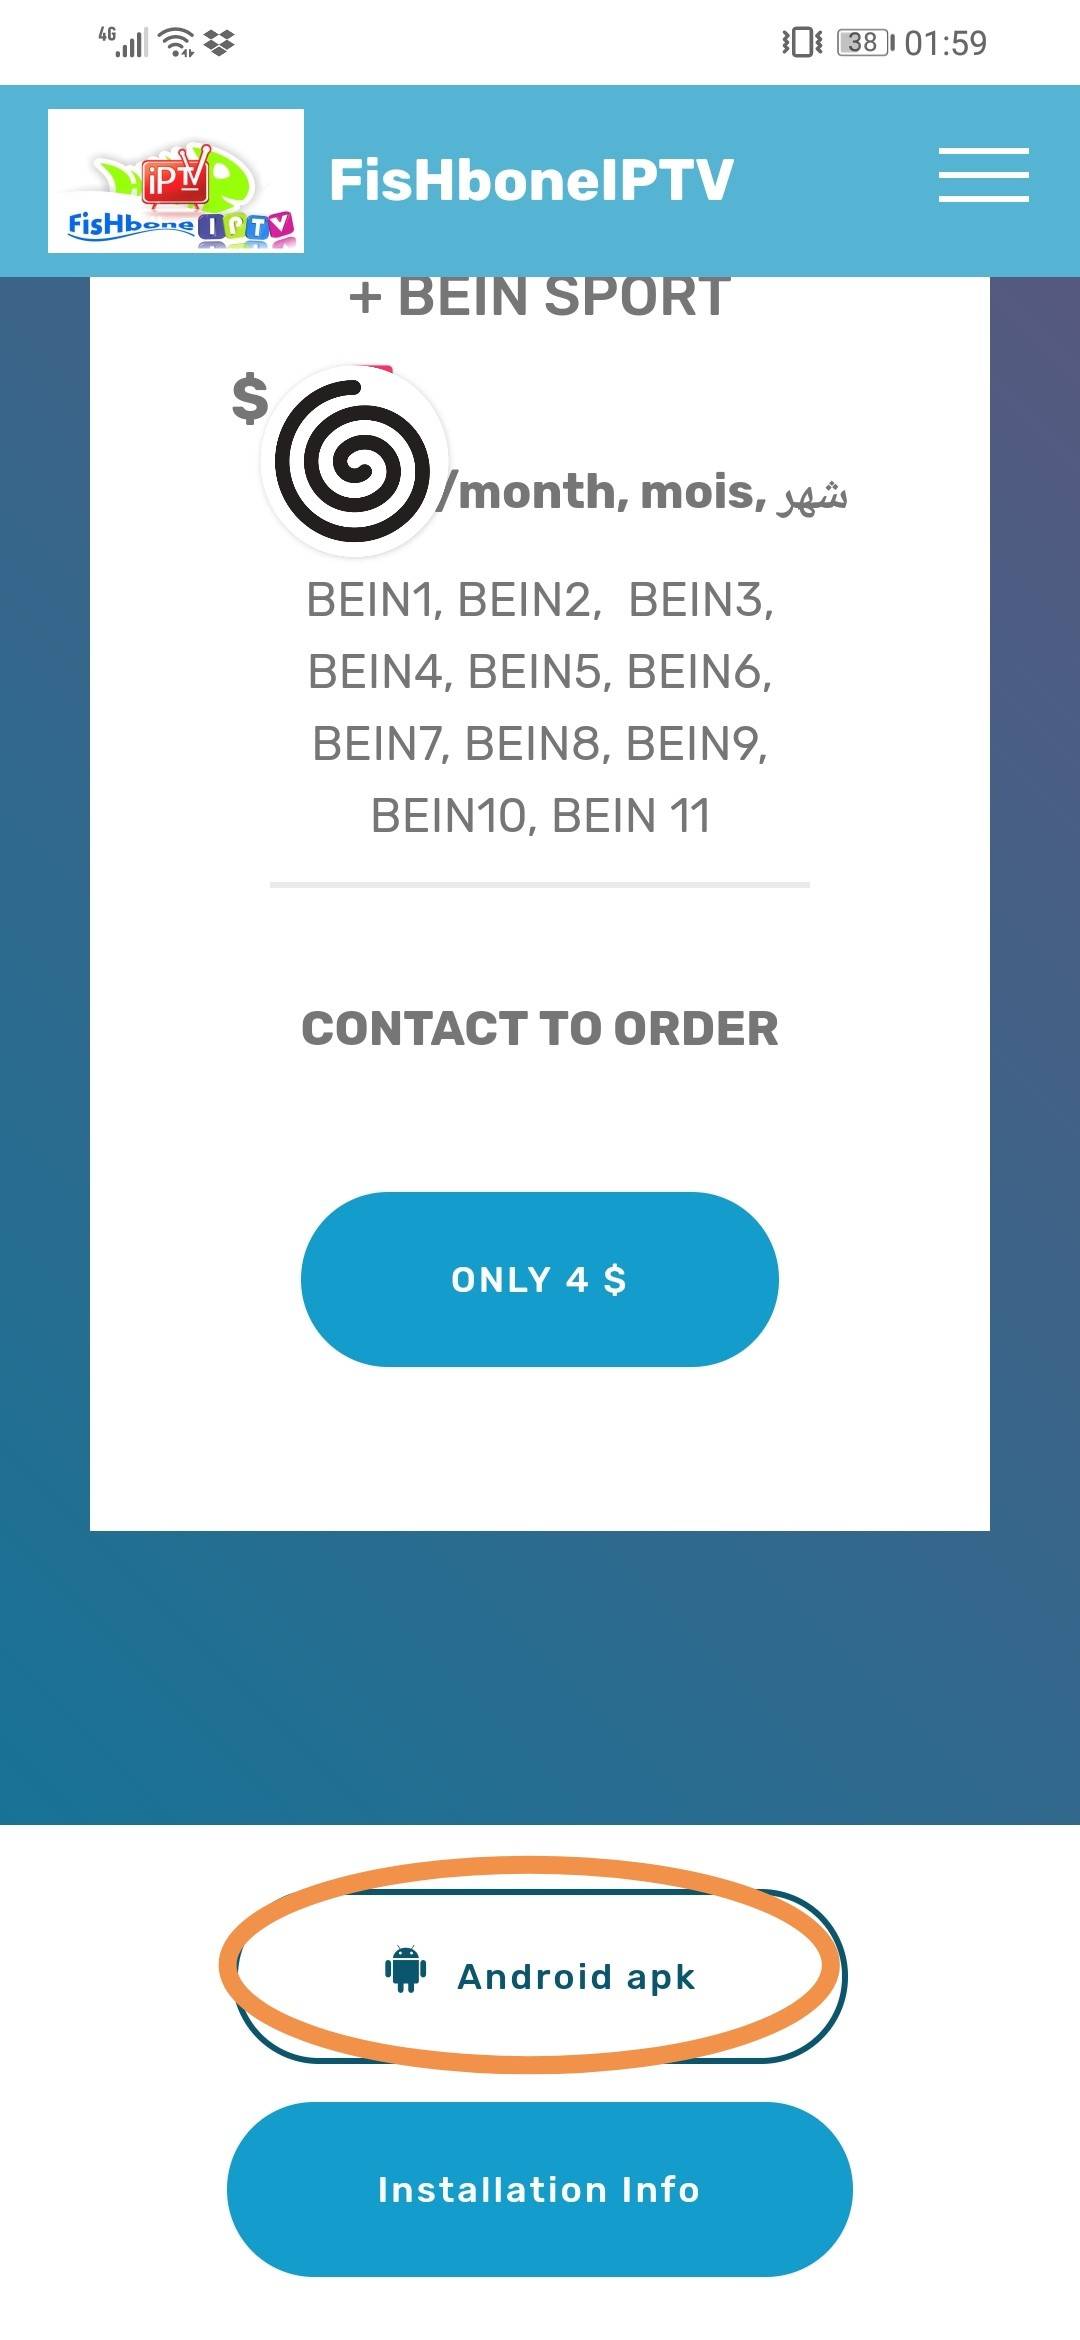 4G
38 01:59
iPTV
FisHbone IPTV
FisHboneIPTV
+ BEIN SPORT
$
/month, mois, شهر
BEIN1, BEIN2, BEIN3,
BEIN4, BEIN5, BEIN6,
BEIN7, BEIN8, BEIN9,
BEIN10, BEIN 11
CONTACT TO ORDER
ONLY 4 $
Android apk
Installation Info